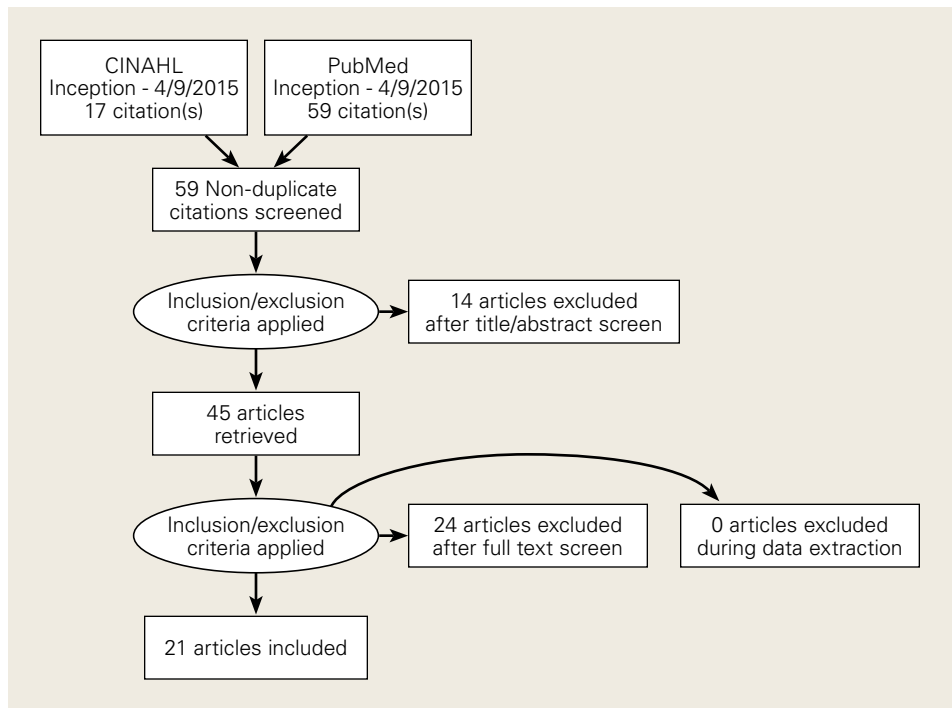 CINAHL
Inception - 4/9/2015
17 citation(s)
PubMed
Inception - 4/9/2015
59 citation(s)
59 Non-duplicate
citations screened
Inclusion/exclusion
criteria applied
14 articles excluded
after title/abstract screen
45 articles
retrieved
Inclusion/exclusion
criteria applied
24 articles excluded
after full text screen
0 articles excluded
during data extraction
21 articles included